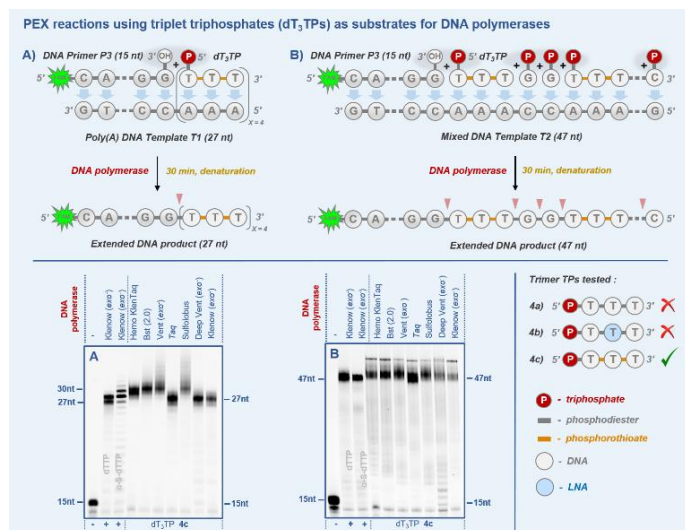 PEX reactions using triplet triphosphates (dT3TPs) as substrates for DNA polymerases
A)
DNA Primer P3 (15 nt)
3'
OH
+
P
5'
dT3TP
5'
C A G G T T T
3'
3'
G T C C A A A
5'
X = 4
Poly(A) DNA Template T1 (27 nt)
DNA polymerase
30 min, denaturation
5'
C A G G T T T
3'
X = 4
Extended DNA product (27 nt)
B)
DNA Primer P3 (15 nt)
3'
OH
+
P
dT3TP
+
P
+
P
+
P
+
P
5'
C A G G T T T G G T T T C
3'
3'
G T C C A A A C C A A A G
5'
Mixed DNA Template T2 (47 nt)
DNA polymerase
30 min, denaturation
5'
C A G G T T T G G T T T C
3'
Extended DNA product (47 nt)
DNA polymerase
-
Klenow (exo-)
Klenow (exo-)
Hemo KlenTaq
Bst (2.0)
Vent (exo-)
Taq
Sulfolobus
Deep Vent (exo-)
Klenow (exo-)
A
30nt
27nt
27nt
dTTP
α-S-dTTP
15nt
15nt
- + +
dT3TP 4c
DNA polymerase
-
Klenow (exo-)
Klenow (exo-)
Hemo KlenTaq
Bst (2.0)
Vent (exo-)
Taq
Sulfolobus
Deep Vent (exo-)
Klenow (exo-)
B
47nt
47nt
dTTP
α-S-dTTP
15nt
15nt
- + +
dT3TP 4c
Trimer TPs tested :
4a) 5' P T T T 3'
4b) 5' P T T T 3'
4c) 5' P T T T 3'
P - triphosphate
- phosphodiester
- phosphorothioate
- DNA
- LNA